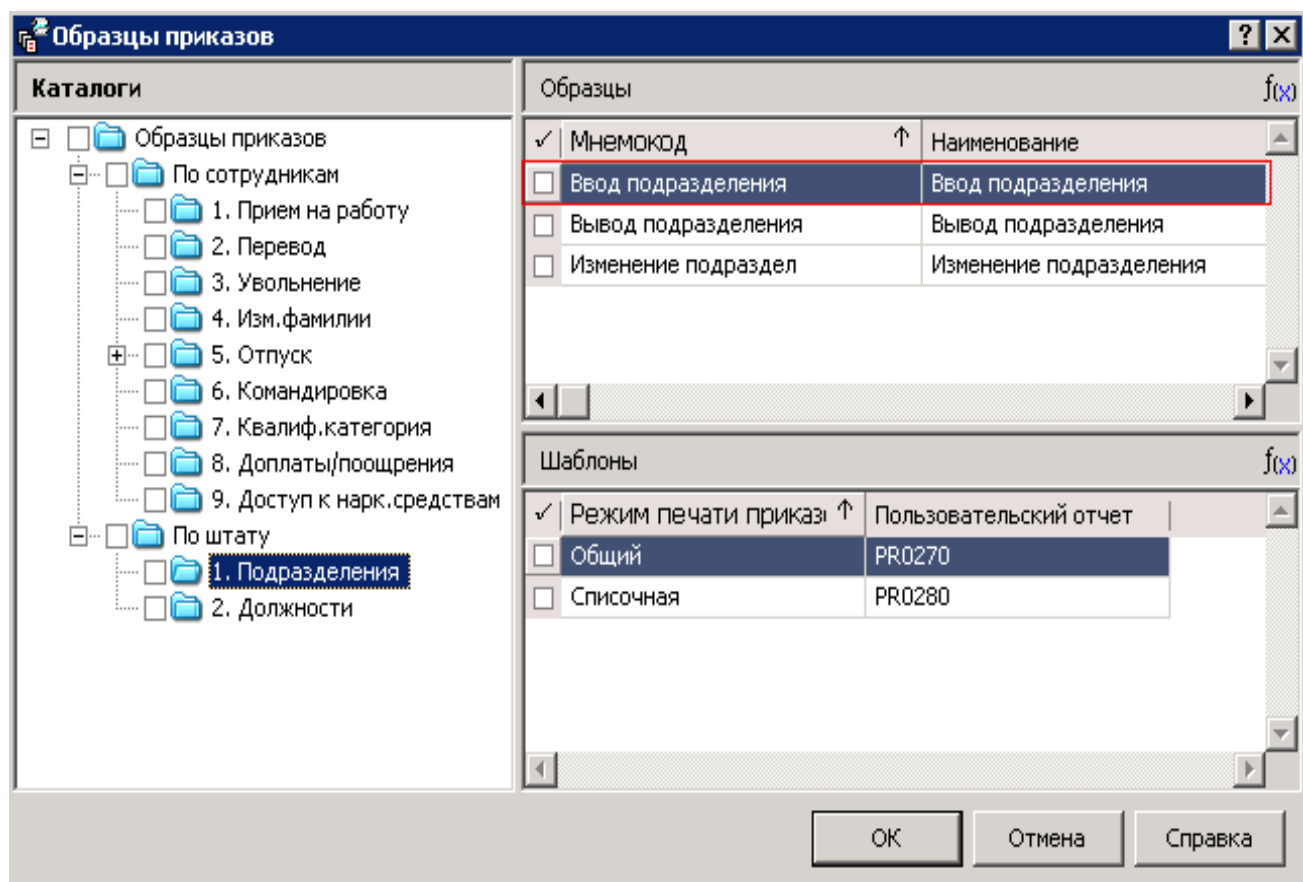 Образцы приказов
Каталоги
Образцы приказов
По сотрудникам
1. Прием на работу
2. Перевод
3. Увольнение
4. Изм.фамилии
5. Отпуск
6. Командировка
7. Квалиф.категория
8. Доплаты/поощрения
9. Доступ к нарк.средствам
По штату
1. Подразделения
2. Должности
Образцы f(x)
✓ Мнемокод ↑ Наименование
Ввод подразделения Ввод подразделения
Вывод подразделения Вывод подразделения
Изменение подраздел Изменение подразделения
Шаблоны f(x)
✓ Режим печати приказ ↑ Пользовательский отчет
Общий PR0270
Списочная PR0280
ОК Отмена Справка